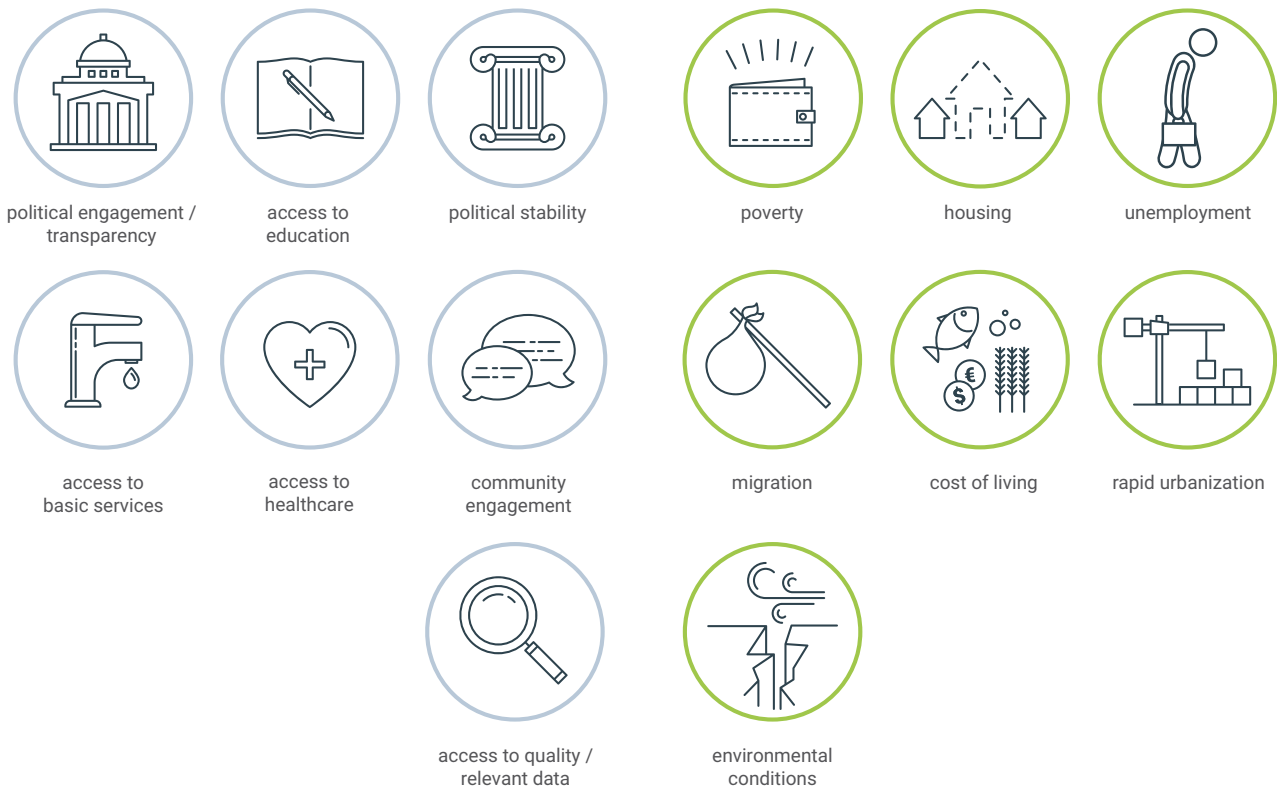 political engagement /
transparency
access to
education
political stability
poverty
housing
unemployment
access to
basic services
access to
healthcare
community
engagement
migration
€
$
cost of living
rapid urbanization
access to quality /
relevant data
environmental
conditions